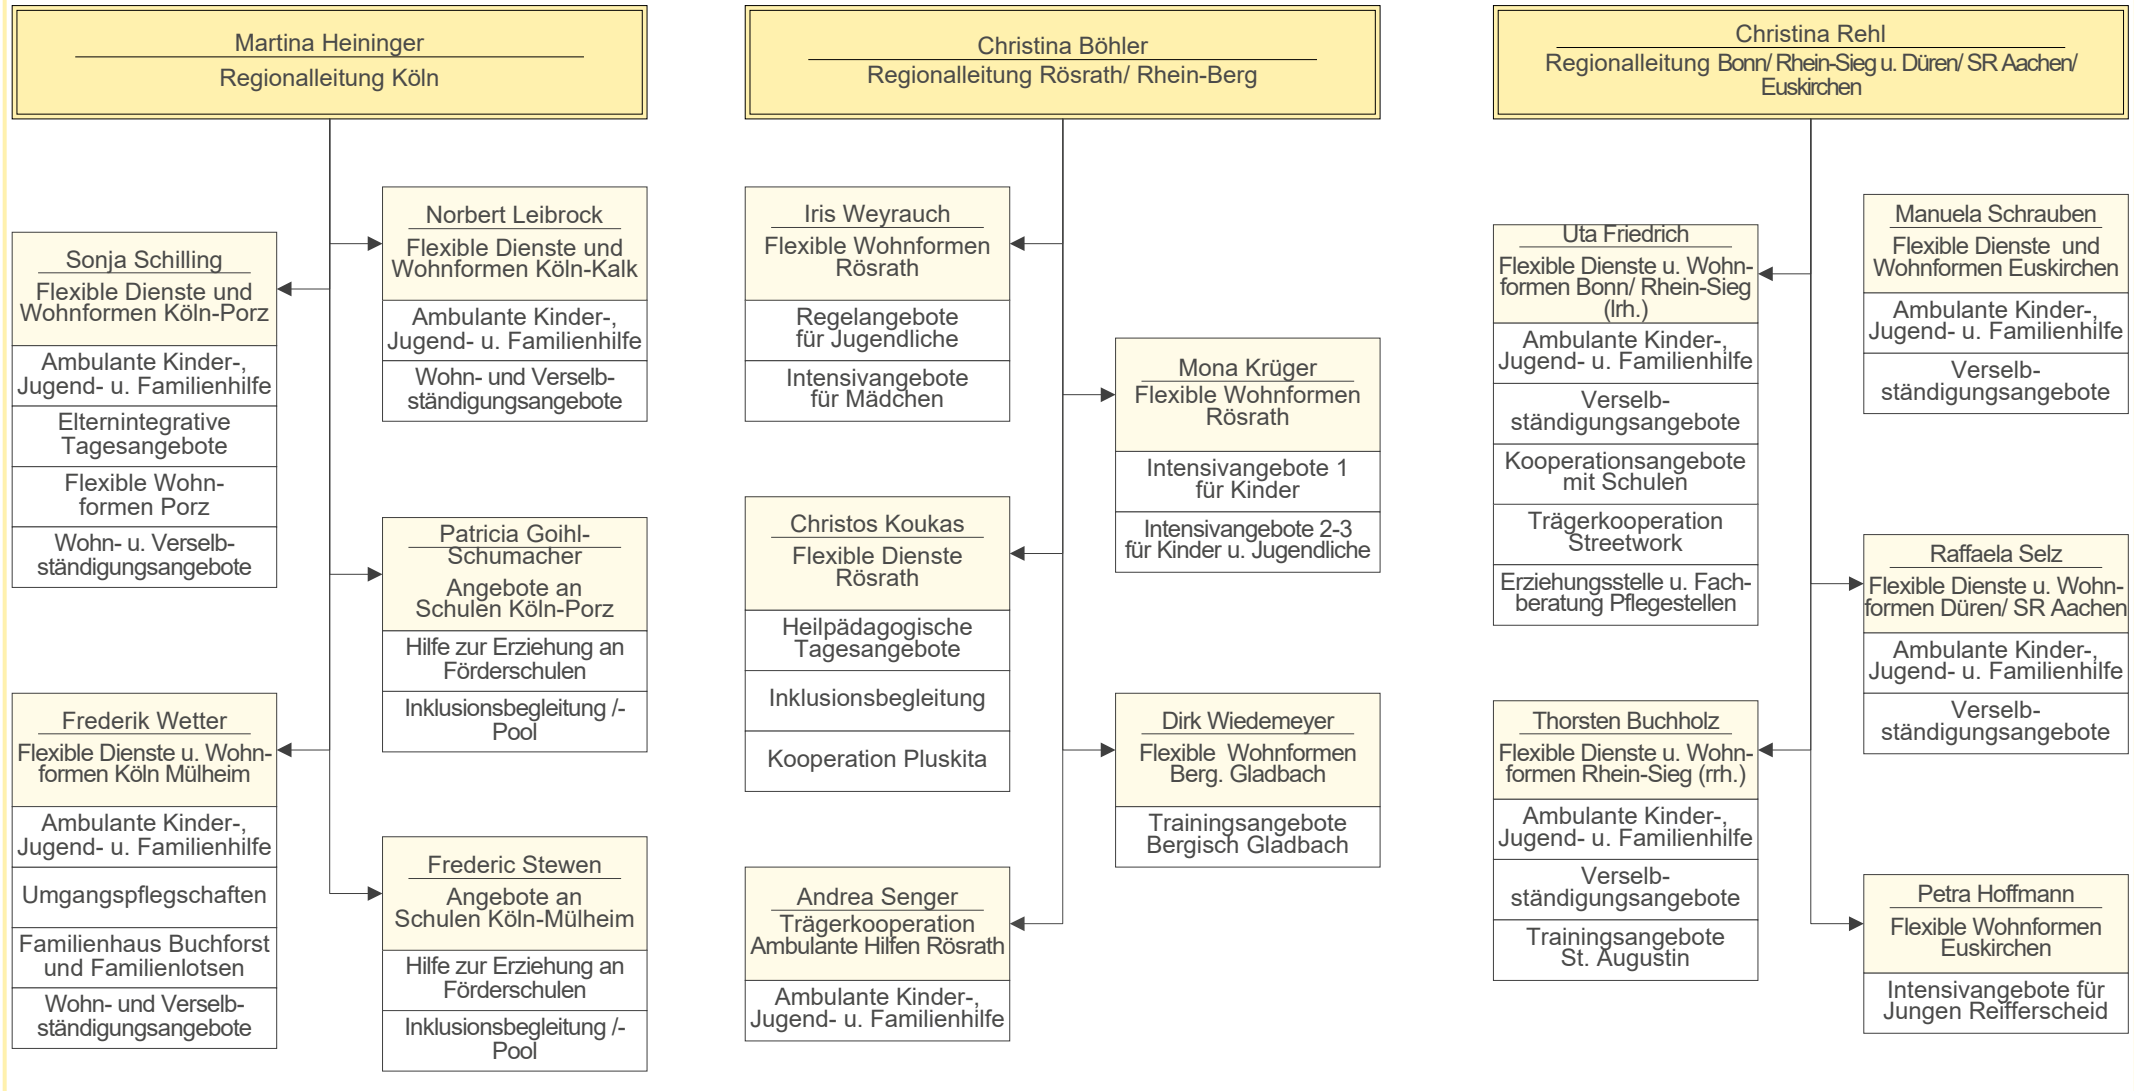 Martina Heininger
Regionalleitung Köln
Norbert Leibrock
Flexible Dienste und
Wohnformen Köln-Kalk
Ambulante Kinder-,
Jugend- u. Familienhilfe
Wohn- und Verselb-
ständigungsangebote
Sonja Schilling
Flexible Dienste und
Wohnformen Köln-Porz
Ambulante Kinder-,
Jugend- u. Familienhilfe
Elternintegrative
Tagesangebote
Flexible Wohn-
formen Porz
Wohn- u. Verselb-
ständigungsangebote
Patricia Goihl-
Schumacher
Angebote an
Schulen Köln-Porz
Hilfe zur Erziehung an
Förderschulen
Inklusionsbegleitung /-
Pool
Frederik Wetter
Flexible Dienste u. Wohn-
formen Köln Mülheim
Ambulante Kinder-,
Jugend- u. Familienhilfe
Umgangspflegschaften
Familienhaus Buchforst
und Familienlotsen
Wohn- und Verselb-
ständigungsangebote
Frederic Stewen
Angebote an
Schulen Köln-Mülheim
Hilfe zur Erziehung an
Förderschulen
Inklusionsbegleitung /-
Pool
Christina Böhler
Regionalleitung Rösrath/ Rhein-Berg
Iris Weyrauch
Flexible Wohnformen
Rösrath
Regelangebote
für Jugendliche
Intensivangebote
für Mädchen
Mona Krüger
Flexible Wohnformen
Rösrath
Intensivangebote 1
für Kinder
Intensivangebote 2-3
für Kinder u. Jugendliche
Christos Koukas
Flexible Dienste
Rösrath
Heilpädagogische
Tagesangebote
Inklusionsbegleitung
Kooperation Pluskita
Dirk Wiedemeyer
Flexible Wohnformen
Berg. Gladbach
Trainingsangebote
Bergisch Gladbach
Andrea Senger
Trägerkooperation
Ambulante Hilfen Rösrath
Ambulante Kinder-,
Jugend- u. Familienhilfe
Christina Rehl
Regionalleitung Bonn/ Rhein-Sieg u. Düren/ SR Aachen/
Euskirchen
Manuela Schrauben
Flexible Dienste und
Wohnformen Euskirchen
Ambulante Kinder-,
Jugend- u. Familienhilfe
Verselb-
ständigungsangebote
Uta Friedrich
Flexible Dienste u. Wohn-
formen Bonn/ Rhein-Sieg
(lrh.)
Ambulante Kinder-,
Jugend- u. Familienhilfe
Verselb-
ständigungsangebote
Kooperationsangebote
mit Schulen
Trägerkooperation
Streetwork
Erziehungsstelle u. Fach-
beratung Pflegestellen
Raffaela Selz
Flexible Dienste u. Wohn-
formen Düren/ SR Aachen
Ambulante Kinder-,
Jugend- u. Familienhilfe
Verselb-
ständigungsangebote
Thorsten Buchholz
Flexible Dienste u. Wohn-
formen Rhein-Sieg (rrh.)
Ambulante Kinder-,
Jugend- u. Familienhilfe
Verselb-
ständigungsangebote
Trainingsangebote
St. Augustin
Petra Hoffmann
Flexible Wohnformen
Euskirchen
Intensivangebote für
Jungen Reifferscheid